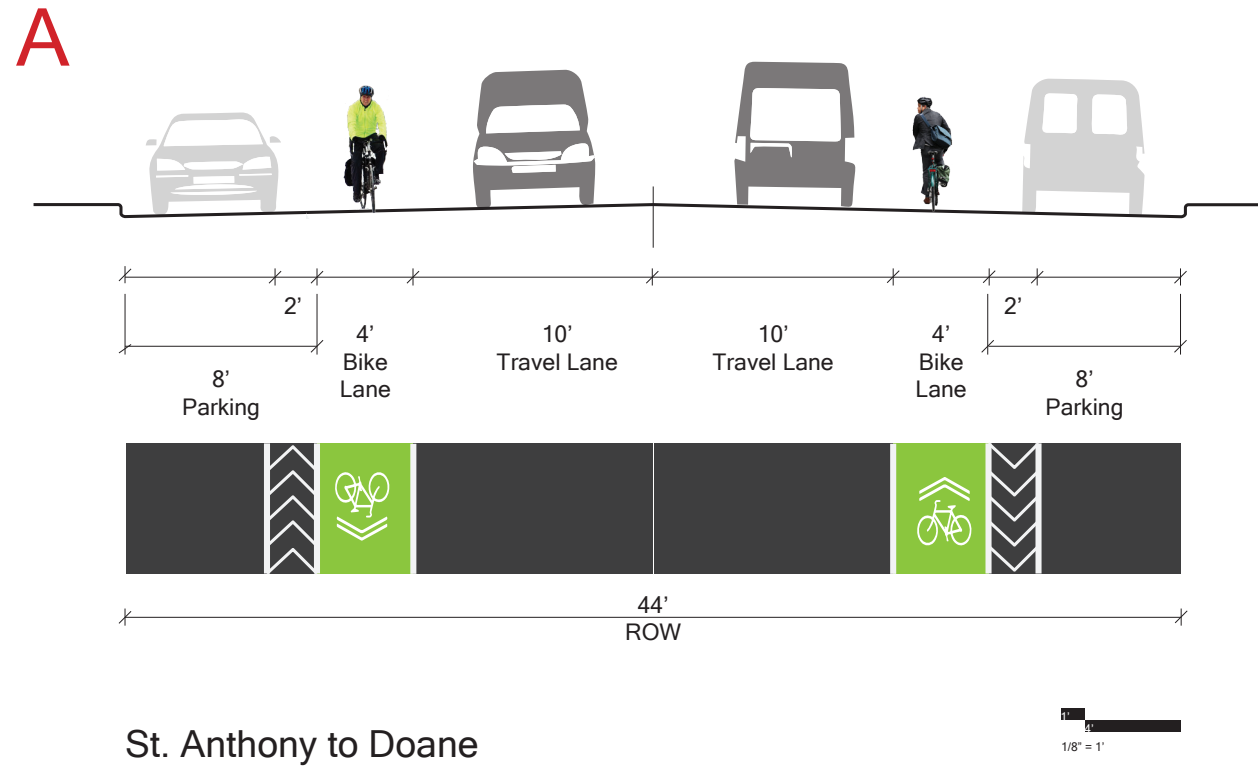 A
2’
2’
4’
Bike
Lane
10’
Travel Lane
10’
Travel Lane
4’
Bike
Lane
8’
Parking
8’
Parking
44’
ROW
St. Anthony to Doane
1’
4’
1/8” = 1’